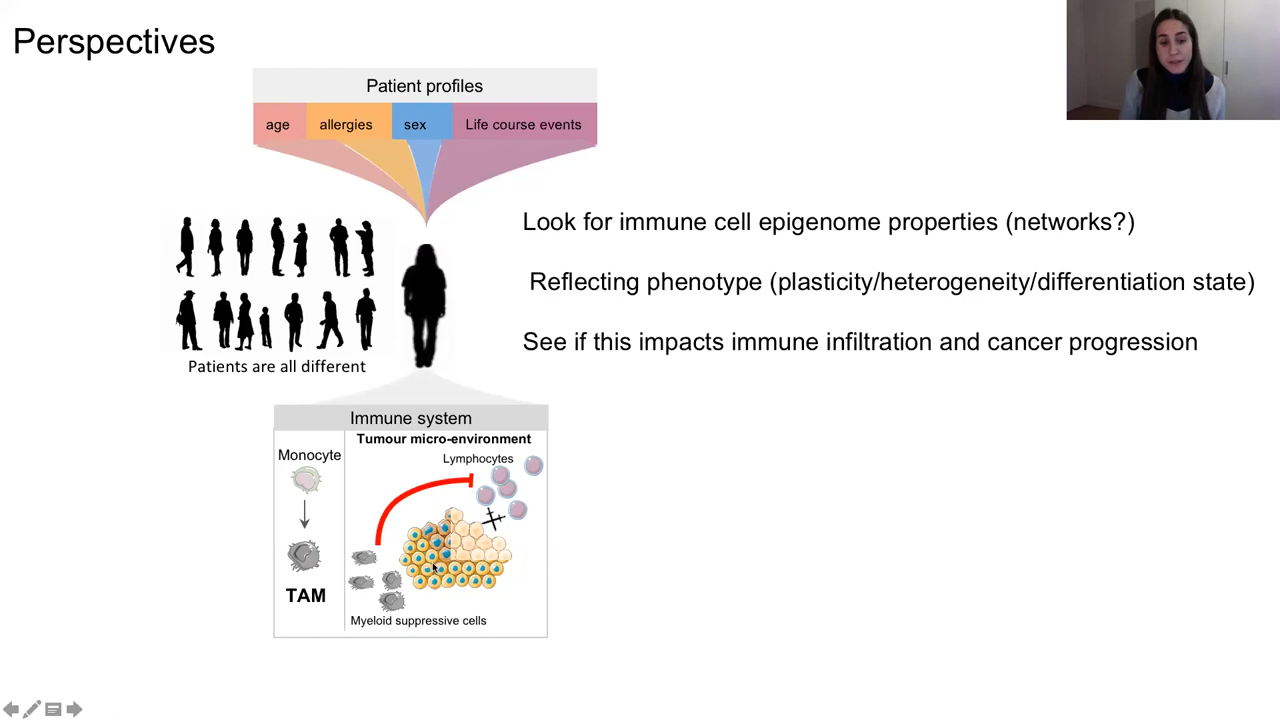 Perspectives
Patient profiles
age allergies sex Life course events
Patients are all different
Look for immune cell epigenome properties (networks?)
Reflecting phenotype (plasticity/heterogeneity/differentiation state)
See if this impacts immune infiltration and cancer progression
Immune system
Monocyte
TAM
Tumour micro-environment
Lymphocytes
Myeloid suppressive cells